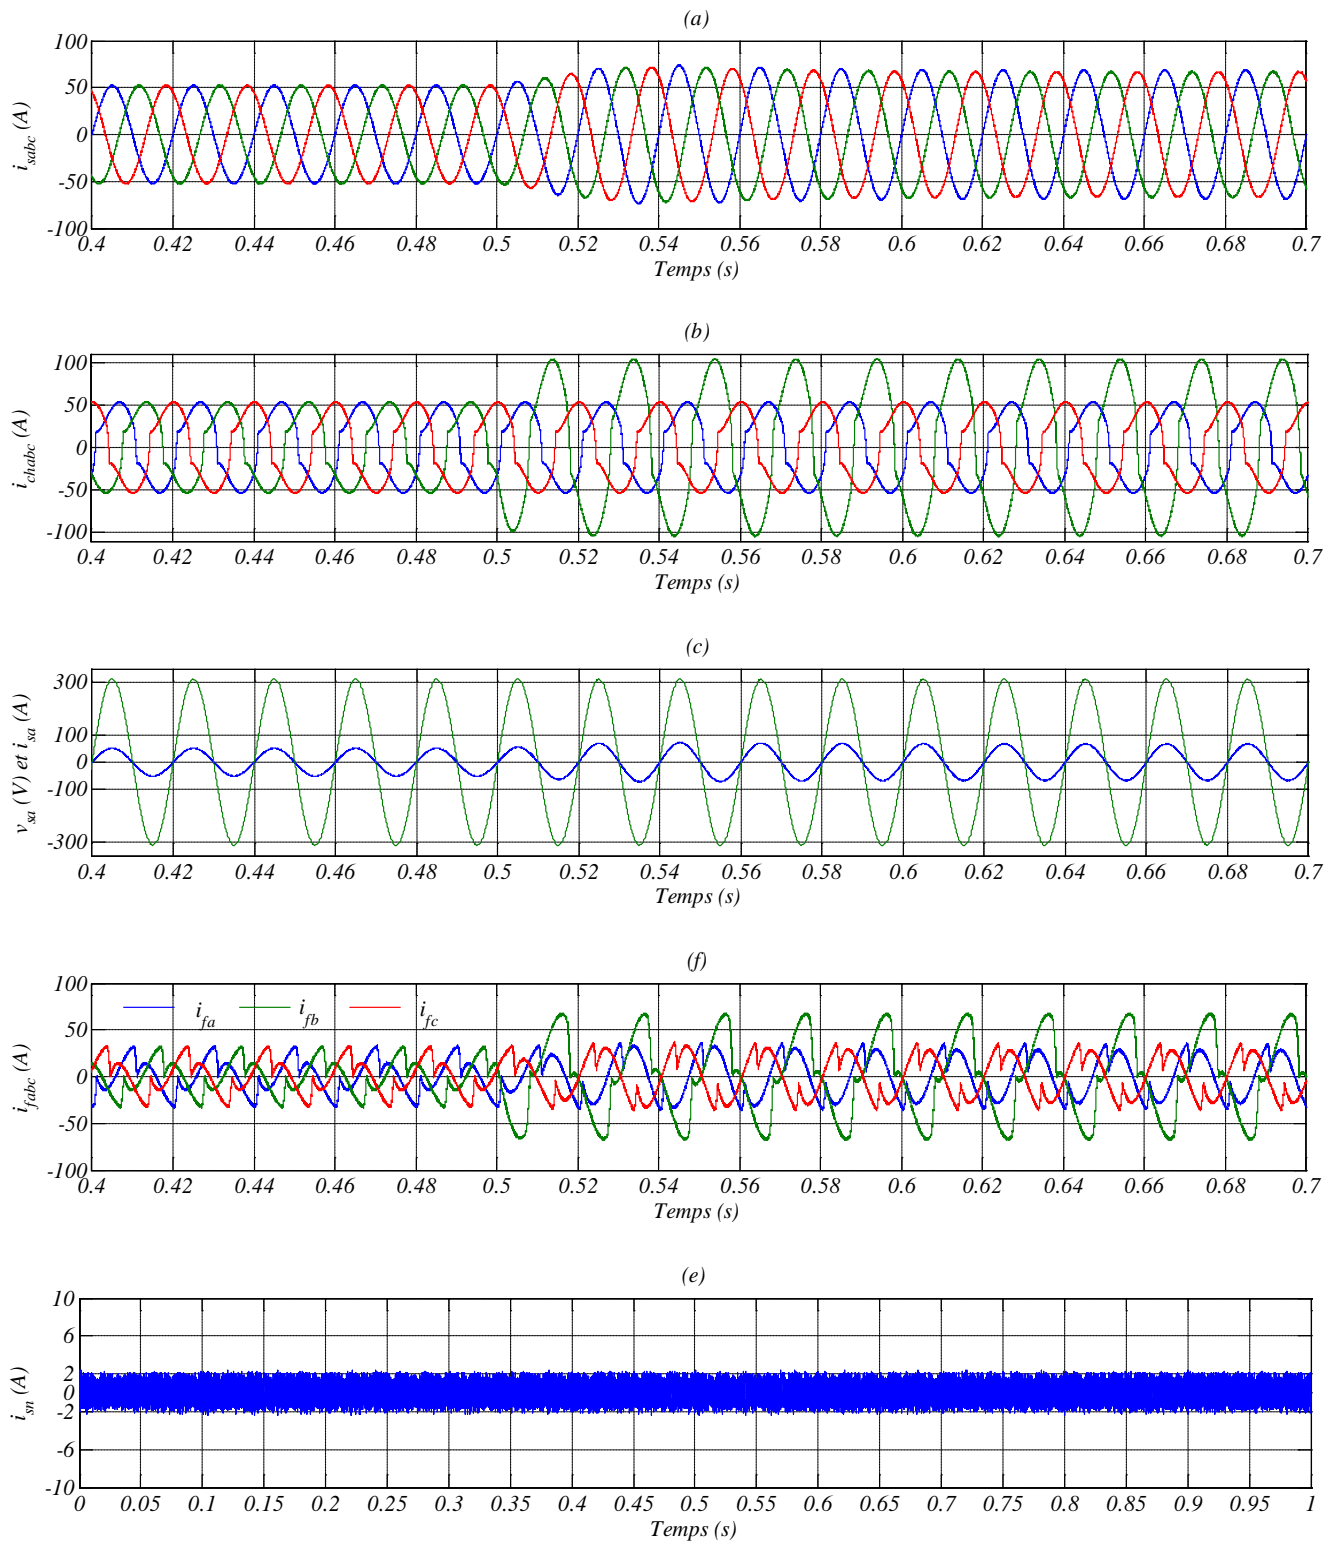 (a)
100
50
0
-50
-100
i_sabc (A)
0.4 0.42 0.44 0.46 0.48 0.5 0.52 0.54 0.56 0.58 0.6 0.62 0.64 0.66 0.68 0.7
Temps (s)
(b)
100
50
0
-50
-100
i_chabc (A)
0.4 0.42 0.44 0.46 0.48 0.5 0.52 0.54 0.56 0.58 0.6 0.62 0.64 0.66 0.68 0.7
Temps (s)
(c)
300
100
0
-100
-300
v_sa (V) et i_sa (A)
0.4 0.42 0.44 0.46 0.48 0.5 0.52 0.54 0.56 0.58 0.6 0.62 0.64 0.66 0.68 0.7
Temps (s)
(f)
100
50
0
-50
-100
i_fabc (A)
i_fa i_fb i_fc
0.4 0.42 0.44 0.46 0.48 0.5 0.52 0.54 0.56 0.58 0.6 0.62 0.64 0.66 0.68 0.7
Temps (s)
(e)
10
6
2
0
-2
-6
-10
i_sn (A)
0 0.05 0.1 0.15 0.2 0.25 0.3 0.35 0.4 0.45 0.5 0.55 0.6 0.65 0.7 0.75 0.8 0.85 0.9 0.95 1
Temps (s)